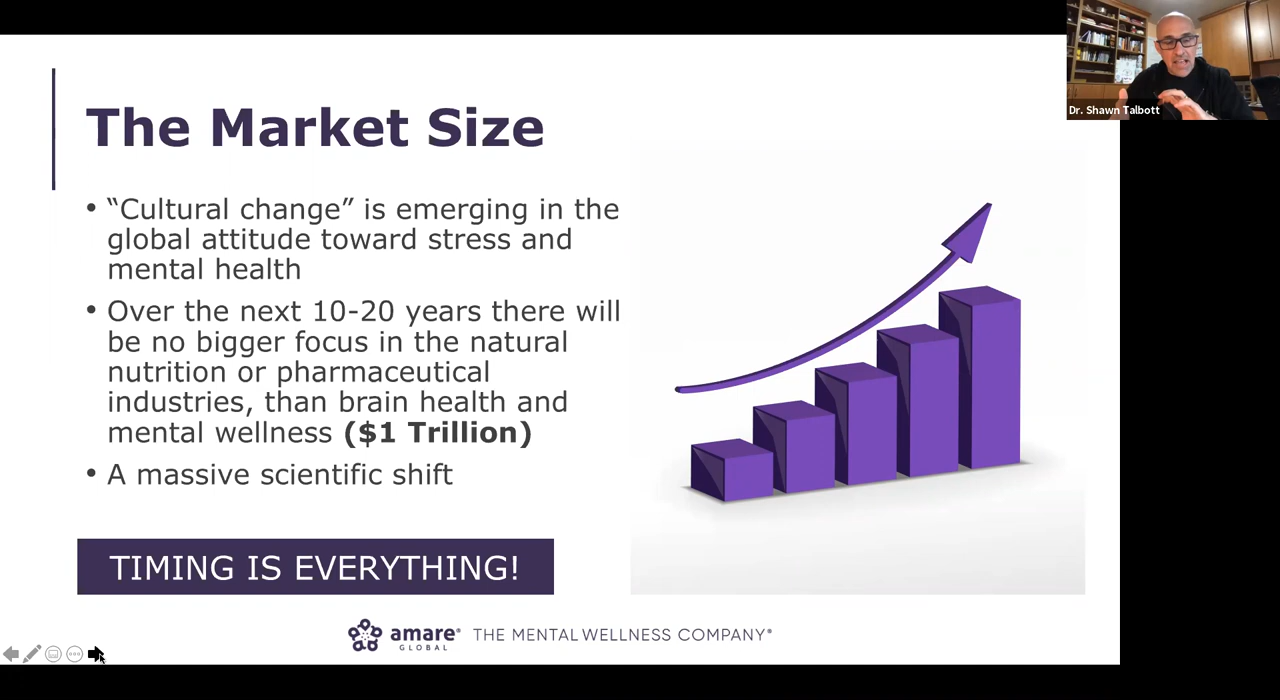 Dr. Shawn Talbott
The Market Size
• “Cultural change” is emerging in the
global attitude toward stress and
mental health
• Over the next 10-20 years there will
be no bigger focus in the natural
nutrition or pharmaceutical
industries, than brain health and
mental wellness ($1 Trillion)
• A massive scientific shift
TIMING IS EVERYTHING!
amare® THE MENTAL WELLNESS COMPANY®
GLOBAL